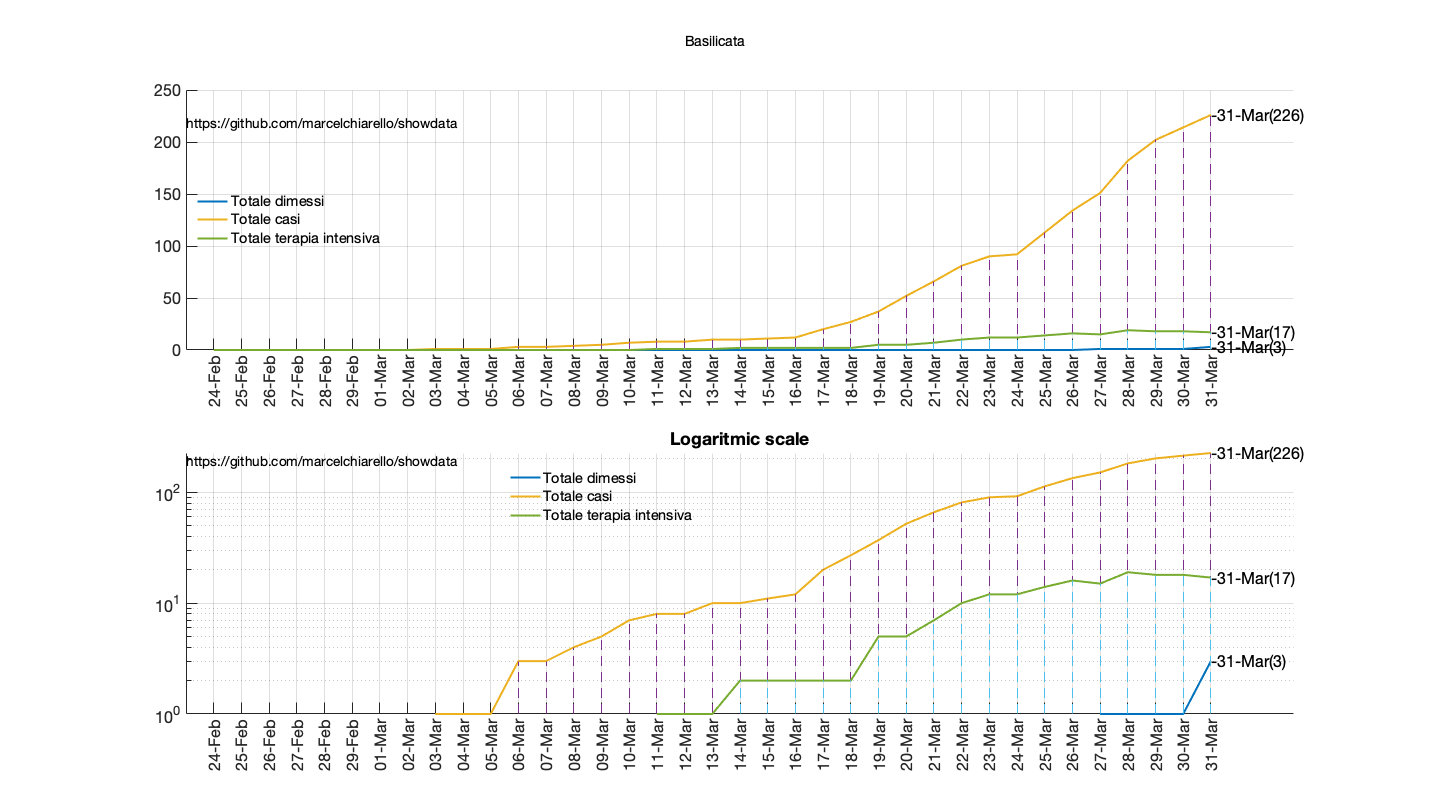 Basilicata
250
https://github.com/marcelchiarello/showdata
-31-Mar(226)
200
150
Totale dimessi
Totale casi
Totale terapia intensiva
100
50
-31-Mar(17)
-31-Mar(3)
0
24-Feb
25-Feb
26-Feb
27-Feb
28-Feb
29-Feb
01-Mar
02-Mar
03-Mar
04-Mar
05-Mar
06-Mar
07-Mar
08-Mar
09-Mar
10-Mar
11-Mar
12-Mar
13-Mar
14-Mar
15-Mar
16-Mar
17-Mar
18-Mar
19-Mar
20-Mar
21-Mar
22-Mar
23-Mar
24-Mar
25-Mar
26-Mar
27-Mar
28-Mar
29-Mar
30-Mar
31-Mar
Logaritmic scale
https://github.com/marcelchiarello/showdata
-31-Mar(226)
Totale dimessi
Totale casi
Totale terapia intensiva
10²
-31-Mar(17)
10¹
-31-Mar(3)
10⁰
24-Feb
25-Feb
26-Feb
27-Feb
28-Feb
29-Feb
01-Mar
02-Mar
03-Mar
04-Mar
05-Mar
06-Mar
07-Mar
08-Mar
09-Mar
10-Mar
11-Mar
12-Mar
13-Mar
14-Mar
15-Mar
16-Mar
17-Mar
18-Mar
19-Mar
20-Mar
21-Mar
22-Mar
23-Mar
24-Mar
25-Mar
26-Mar
27-Mar
28-Mar
29-Mar
30-Mar
31-Mar